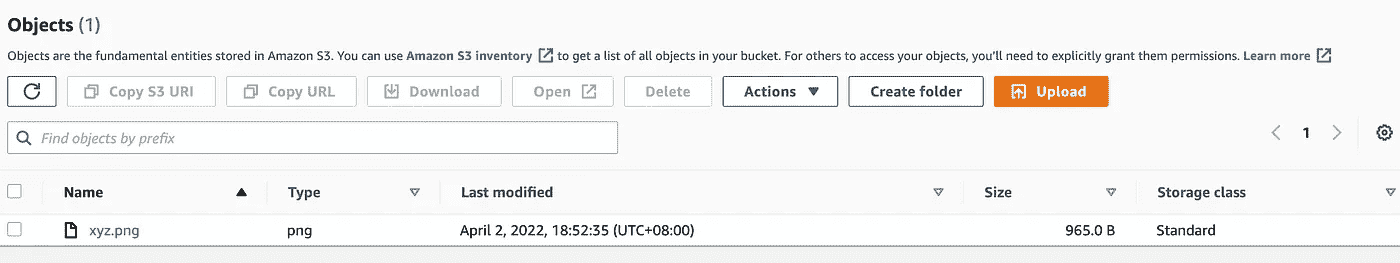 Objects (1)
Objects are the fundamental entities stored in Amazon S3. You can use Amazon S3 inventory to get a list of all objects in your bucket. For others to access your objects, you'll need to explicitly grant them permissions. Learn more
Copy S3 URI Copy URL Download Open Delete Actions Create folder Upload
Find objects by prefix 1
Name Type Last modified Size Storage class
xyz.png png April 2, 2022, 18:52:35 (UTC+08:00) 965.0 B Standard